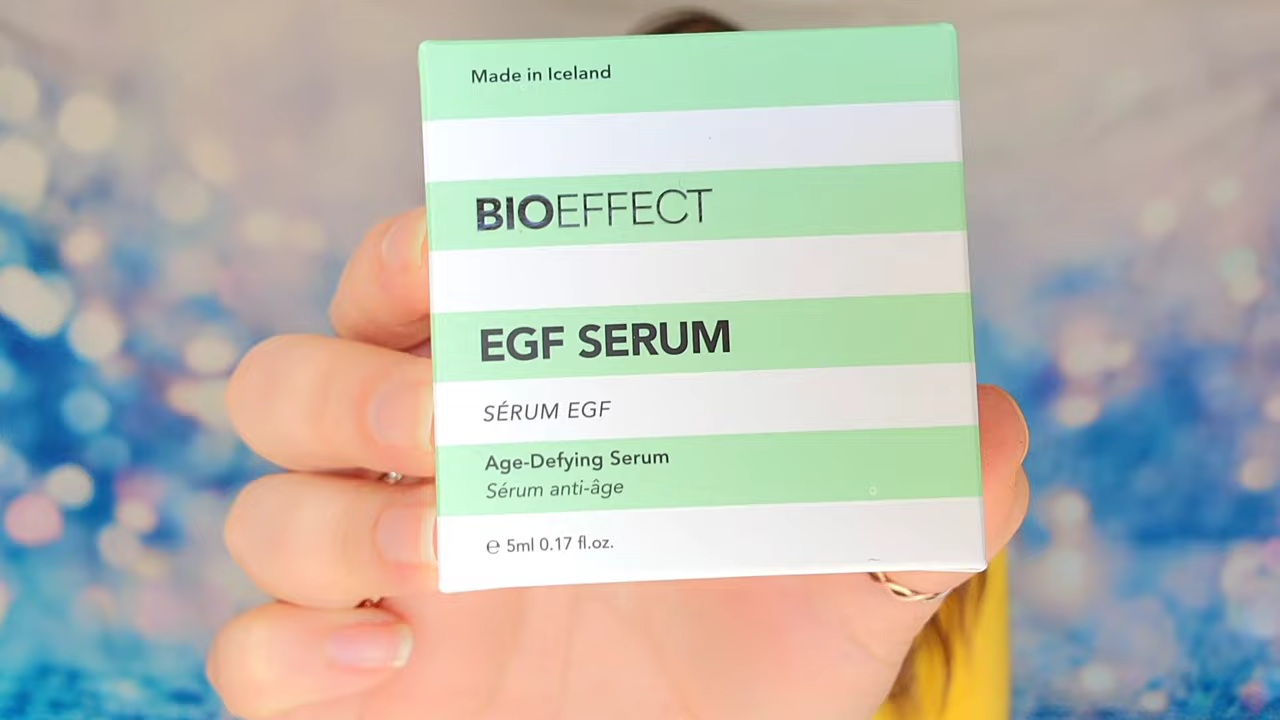 Made in Iceland
BIOEFFECT
EGF SERUM
SÉRUM EGF
Age-Defying Serum
Sérum anti-âge
℮ 5ml 0.17 fl.oz.